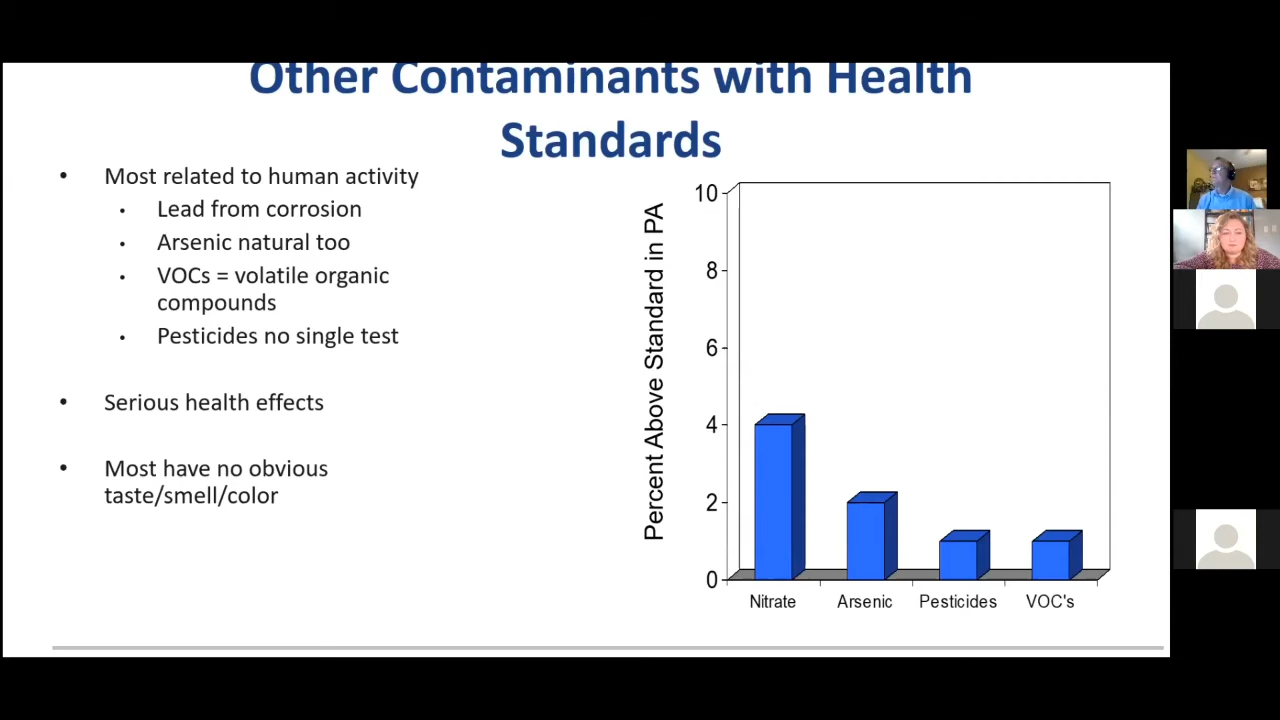 Other Contaminants with Health
Standards
• Most related to human activity
• Lead from corrosion
• Arsenic natural too
• VOCs = volatile organic
compounds
• Pesticides no single test
• Serious health effects
• Most have no obvious
taste/smell/color
Percent Above Standard in PA
10
8
6
4
2
0
Nitrate Arsenic Pesticides VOC's